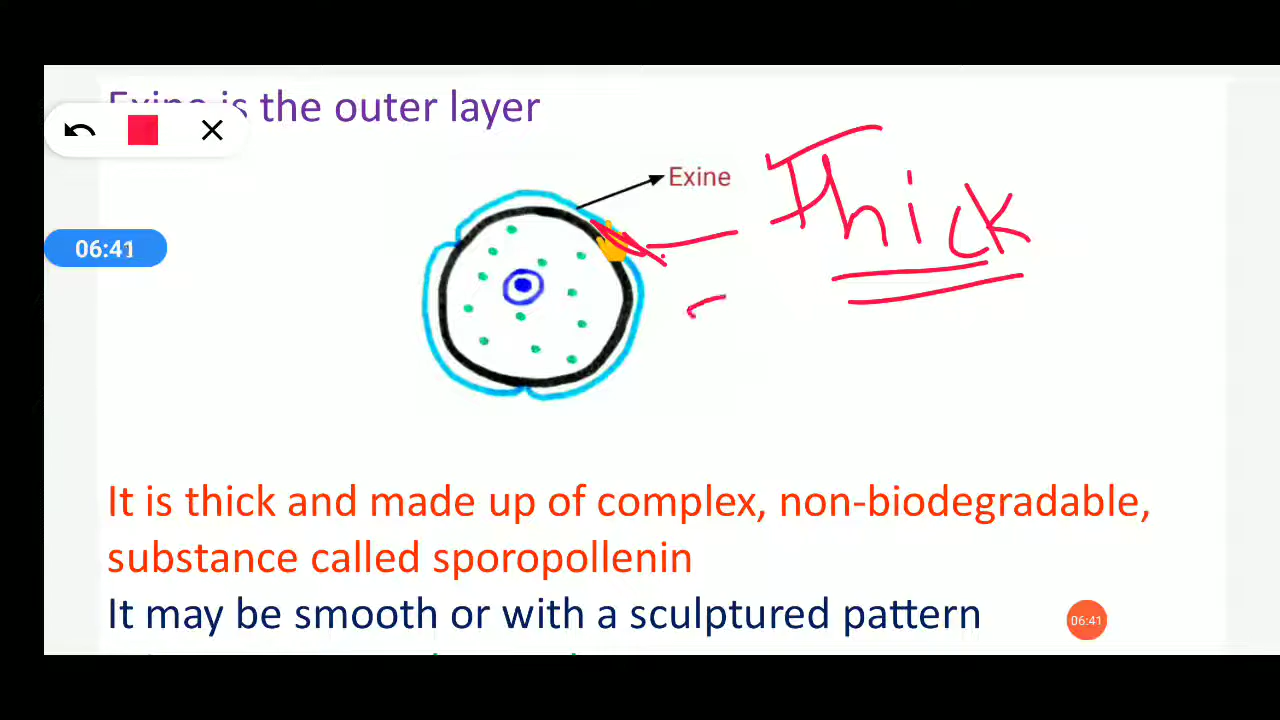 Exine is the outer layer
Exine
Thick
06:41
It is thick and made up of complex, non-biodegradable,
substance called sporopollenin
It may be smooth or with a sculptured pattern
06:41